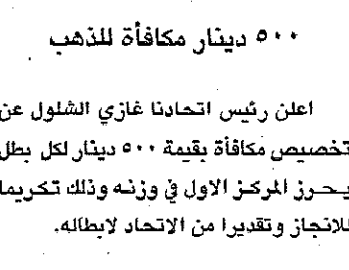 ٥٠٠ دينار مكافأة للذهب
اعلن رئيس اتحادنا غازي الشلول عن
تخصيص مكافأة بقيمة ٥٠٠ دينار لكل بطل
يحرز المركز الاول في وزنه وذلك تكريما
للانجاز وتقديرا من الاتحاد لابطاله.